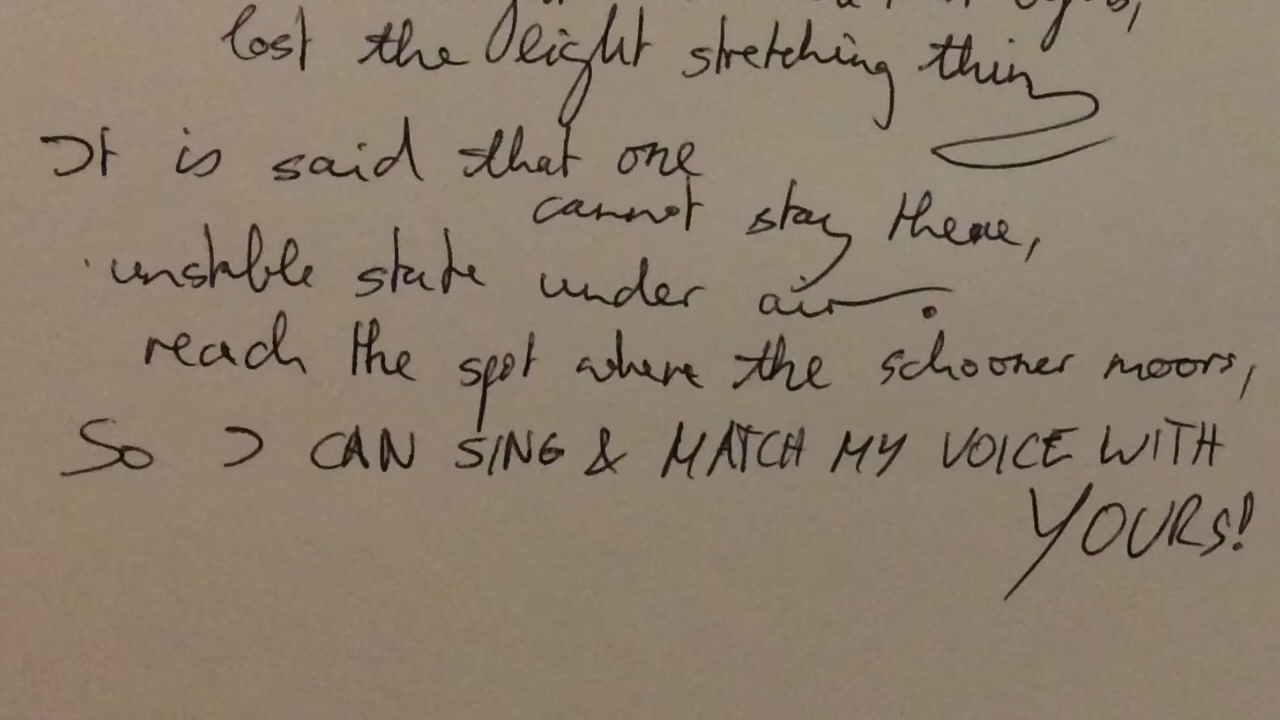 lost the light stretching thin
It is said that one
cannot stay there,
unstable state under air.
reach the spot where the schooner moors,
So I CAN SING & MATCH MY VOICE WITH
YOURS!